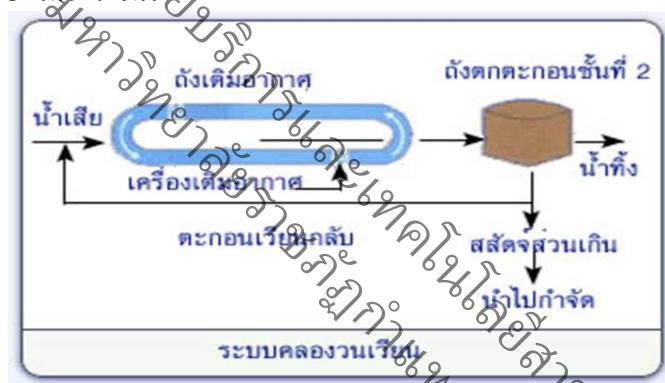 ถังเติมอากาศ
ถังตกตะกอนชั้นที่ 2
น้ำเสีย
น้ำทิ้ง
เครื่องเติมอากาศ
ตะกอนเวียนกลับ
สลัดจ์ส่วนเกิน
นำไปกำจัด
ระบบคลองวนเวียน